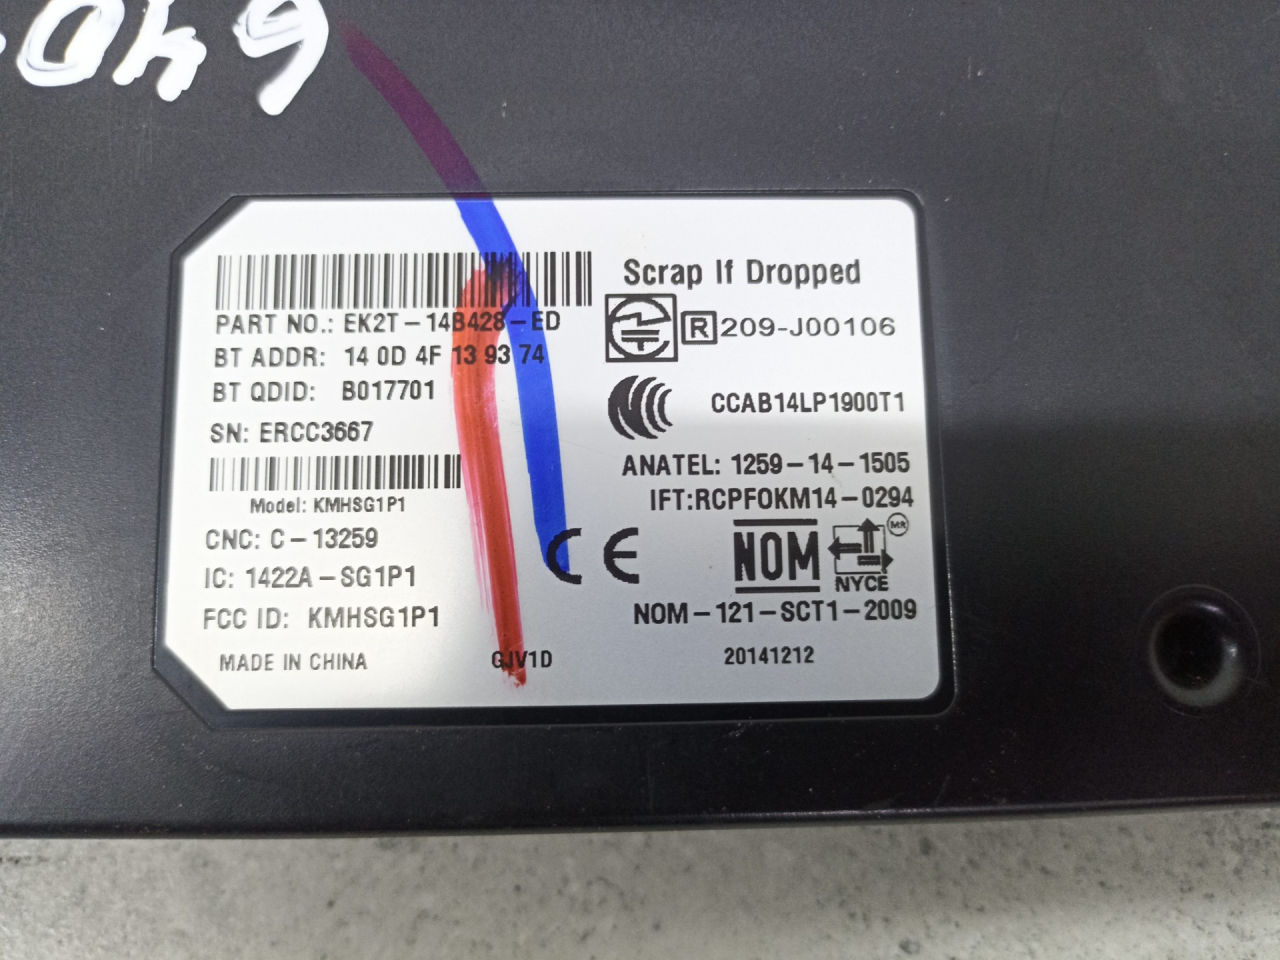 640
Scrap If Dropped
PART NO.: EK2T-14B428-ED
R 209-J00106
BT ADDR: 14 0D 4F 13 93 74
BT QDID: B017701
CCAB14LP1900T1
SN: ERCC3667
ANATEL: 1259-14-1505
IFT:RCPFOKM14-0294
Model: KMHSG1P1
CNC: C-13259
IC: 1422A-SG1P1
CE
NOM
MR
NYCE
FCC ID: KMHSG1P1
NOM-121-SCT1-2009
MADE IN CHINA
GJV1D
20141212